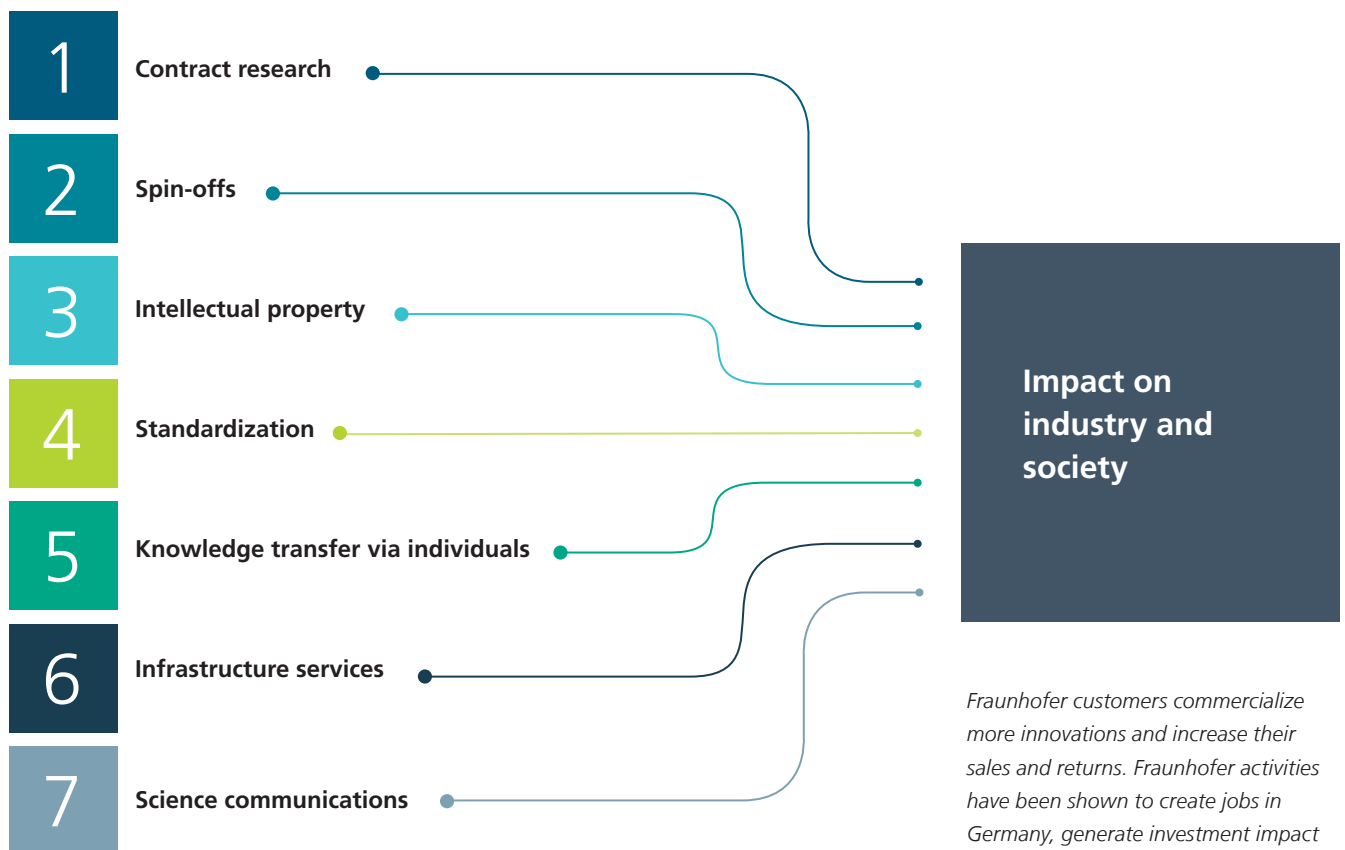 1
Contract research
2
Spin-offs
3
Intellectual property
4
Standardization
5
Knowledge transfer via individuals
6
Infrastructure services
7
Science communications
Impact on
industry and
society
Fraunhofer customers commercialize
more innovations and increase their
sales and returns. Fraunhofer activities
have been shown to create jobs in
Germany, generate investment impact